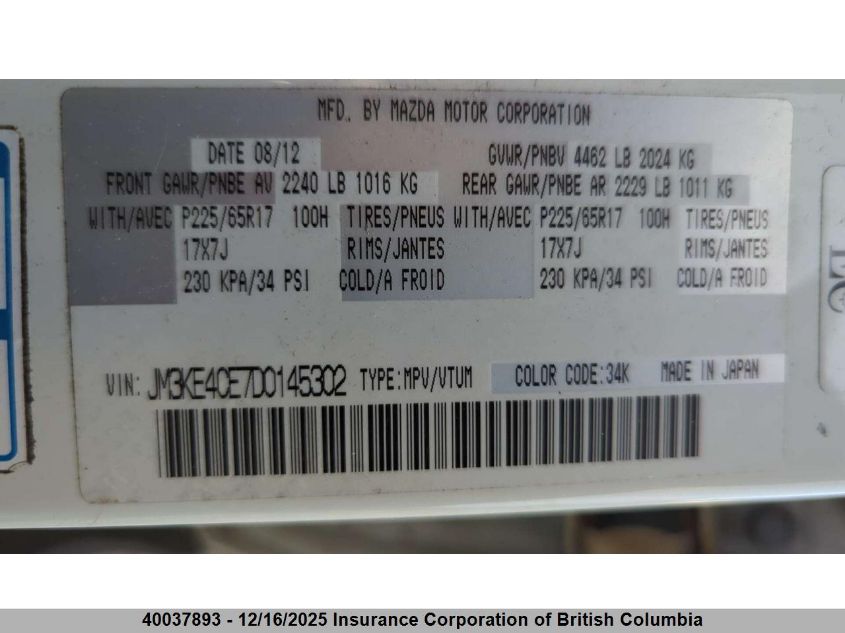 MFD. BY MAZDA MOTOR CORPORATION
DATE 08/12 GVWR/PNBV 4462 LB 2024 KG
FRONT GAWR/PNBE AV 2240 LB 1016 KG REAR GAWR/PNBE AR 2229 LB 1011 KG
WITH/AVEC P225/65R17 100H TIRES/PNEUS WITH/AVEC P225/65R17 100H TIRES/PNEUS
17X7J RIMS/JANTES 17X7J RIMS/JANTES
230 KPA/34 PSI COLD/A FROID 230 KPA/34 PSI COLD/A FROID
VIN: JM3KE4CE7D0145302 TYPE:MPV/VTUM COLOR CODE:34K MADE IN JAPAN
40037893 - 12/16/2025 Insurance Corporation of British Columbia